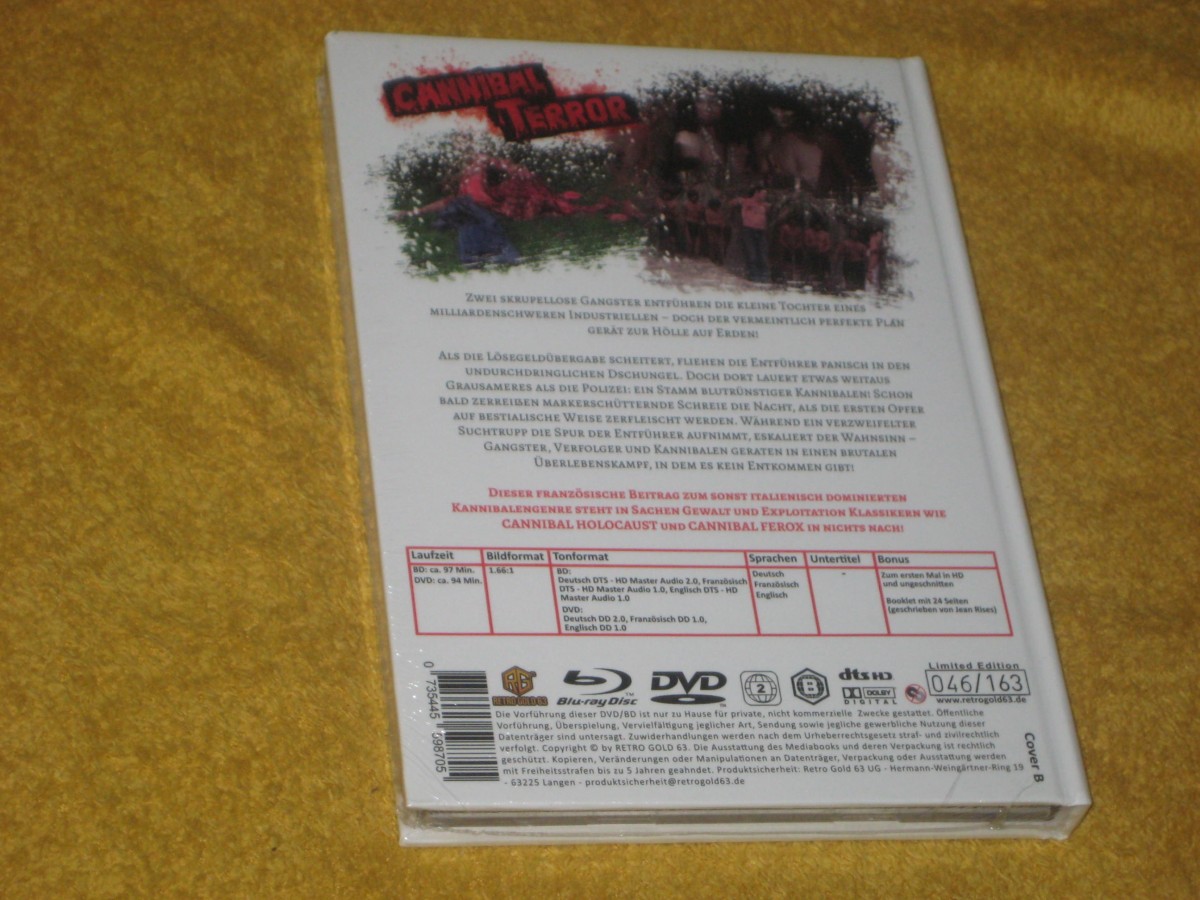 CANNIBAL
TERROR
ZWEI SKRUPELLOSE GANGSTER ENTFÜHREN DIE KLEINE TOCHTER EINES
MILLIARDENSCHWEREN INDUSTRIELLEN – DOCH DER VERMEINTLICH PERFEKTE PLAN
GERÄT ZUR HÖLLE AUF ERDEN!
ALS DIE LÖSEGELDÜBERGABE SCHEITERT, FLIEHEN DIE ENTFÜHRER PANISCH IN DEN
UNDURCHDRINGLICHEN DSCHUNGEL. DOCH DORT LAUERT ETWAS WEITAUS
GRAUSAMERES ALS DIE POLIZEI: EIN STAMM BLUTRÜNSTIGER KANNIBALEN! SCHON
BALD ZERREISSEN MARKERSCHÜTTERNDE SCHREIE DIE NACHT, ALS DIE ERSTEN OPFER
AUF BESTIALISCHE WEISE ZERFLEISCHT WERDEN. WÄHREND EIN VERZWEIFELTER
SUCHTRUPP DIE SPUR DER ENTFÜHRER AUFNIMMT, ESKALIERT DER WAHNSINN –
GANGSTER, VERFOLGER UND KANNIBALEN GERATEN IN EINEN BRUTALEN
ÜBERLEBENSKAMPF, IN DEM ES KEIN ENTKOMMEN GIBT!
DIESER FRANZÖSISCHE BEITRAG ZUM SONST ITALIENISCH DOMINIERTEN
KANNIBALENGENRE STEHT IN SACHEN GEWALT UND EXPLOITATION KLASSIKERN WIE
CANNIBAL HOLOCAUST UND CANNIBAL FEROX IN NICHTS NACH!
Laufzeit Bildformat Tonformat Sprachen Untertitel Bonus
BD: ca. 97 Min.
DVD: ca. 94 Min.
1.66:1
BD:
Deutsch DTS - HD Master Audio 2.0, Französisch
DTS - HD Master Audio 1.0, Englisch DTS - HD
Master Audio 1.0
DVD:
Deutsch DD 2.0, Französisch DD 1.0,
Englisch DD 1.0
Deutsch
Französisch
Englisch
–
Zum ersten Mal in HD
und ungeschnitten
Booklet mit 24 Seiten
(geschrieben von Jean Rises)
0 735445 098705
RG
RETRO GOLD 63
Blu-ray Disc™
DVD
2
B
dts HD
DOLBY
DIGITAL
Limited Edition
046/163
www.retrogold63.de
Die Vorführung dieser DVD/BD ist nur zu Hause für private, nicht kommerzielle Zwecke gestattet. Öffentliche
Vorführung, Überspielung, Vervielfältigung jeglicher Art, Sendung sowie jegliche gewerbliche Nutzung dieser
Datenträger sind untersagt. Zuwiderhandlungen werden nach dem Urheberrechtsgesetz straf- und zivilrechtlich
verfolgt. Copyright © by RETRO GOLD 63. Die Ausstattung des Mediabooks und deren Verpackung ist rechtlich
geschützt. Kopieren, Veränderungen oder Manipulationen an Datenträger, Verpackung oder Ausstattung werden
mit Freiheitsstrafen bis zu 5 Jahren geahndet. Produktsicherheit: Retro Gold 63 UG - Hermann-Weingärtner-Ring 19
- 63225 Langen - produktsicherheit@retrogold63.de
Cover B